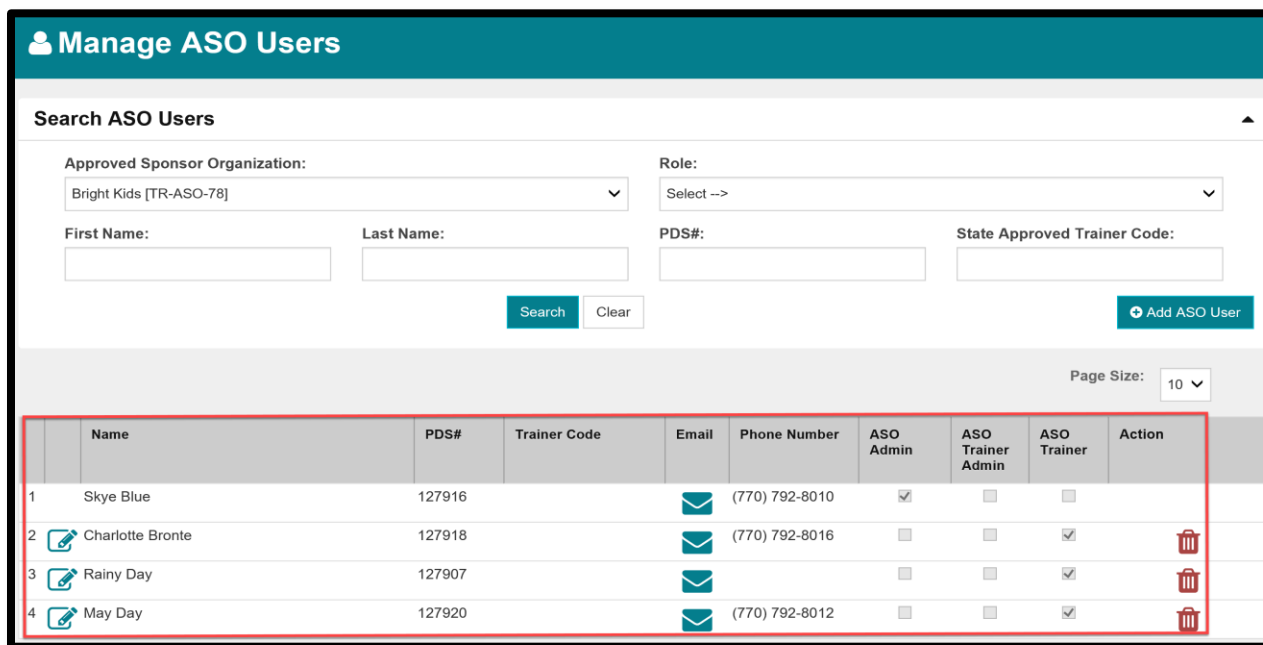 Manage ASO Users
Search ASO Users
Approved Sponsor Organization: Role:
Bright Kids [TR-ASO-78] Select -->
First Name: Last Name: PDS#: State Approved Trainer Code:
Search Clear Add ASO User
Page Size: 10
Name PDS# Trainer Code Email Phone Number ASO Admin ASO Trainer Admin ASO Trainer Action
1 Skye Blue 127916 (770) 792-8010
2 Charlotte Bronte 127918 (770) 792-8016
3 Rainy Day 127907
4 May Day 127920 (770) 792-8012